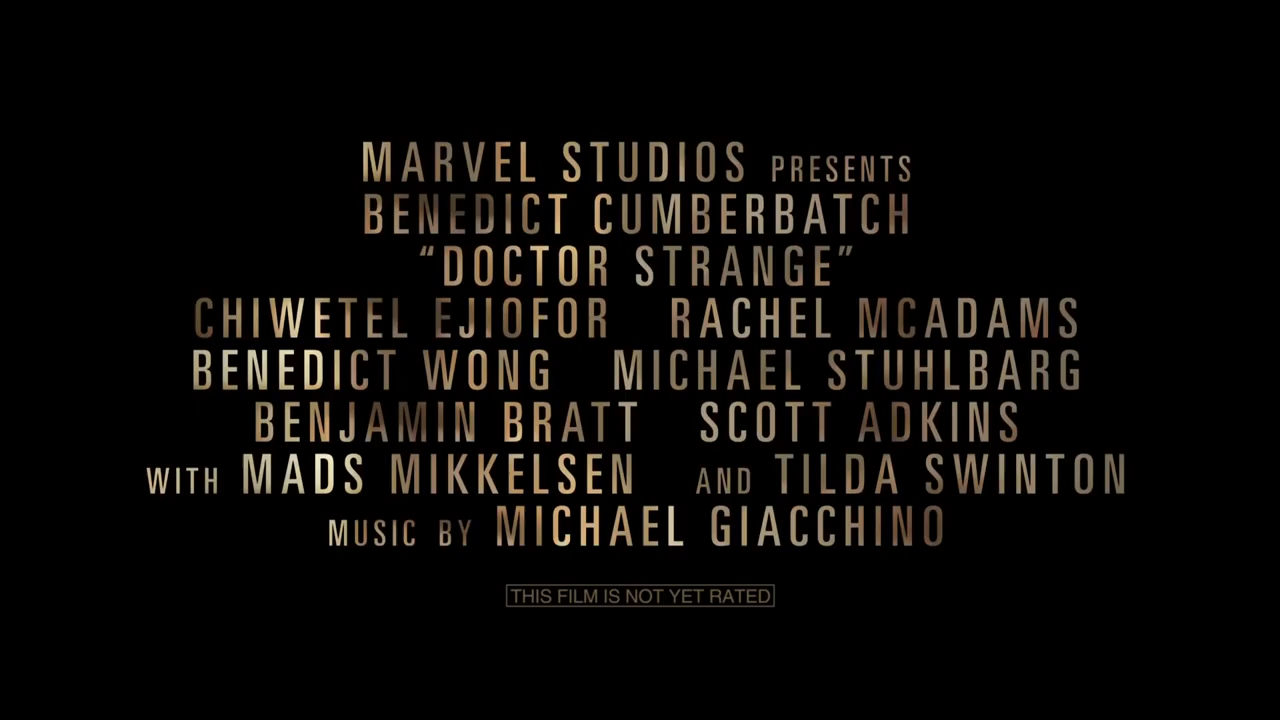 MARVEL STUDIOS PRESENTS
BENEDICT CUMBERBATCH
“DOCTOR STRANGE”
CHIWETEL EJIOFOR RACHEL MCADAMS
BENEDICT WONG MICHAEL STUHLBARG
BENJAMIN BRATT SCOTT ADKINS
WITH MADS MIKKELSEN AND TILDA SWINTON
MUSIC BY MICHAEL GIACCHINO
THIS FILM IS NOT YET RATED